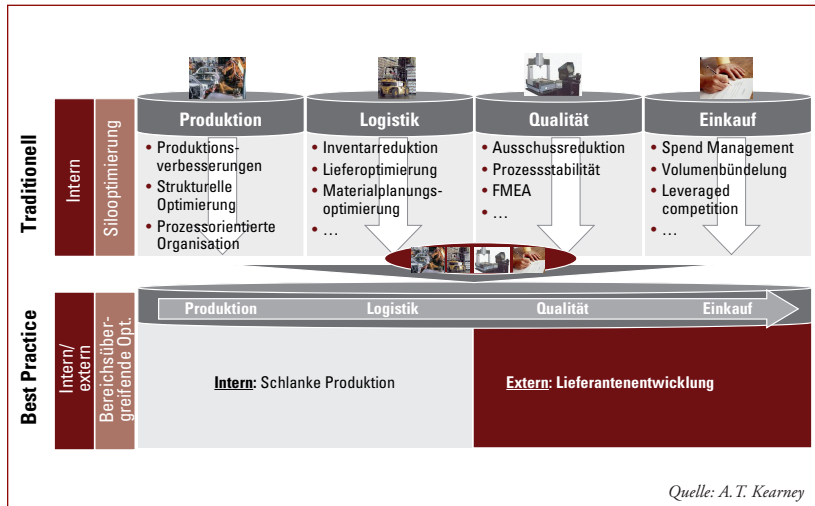 Traditionell
Intern
Silooptimierung
Produktion
• Produktions-
verbesserungen
• Strukturelle
Optimierung
• Prozessorientierte
Organisation
Logistik
• Inventarreduktion
• Lieferoptimierung
• Materialplanungs-
optimierung
• …
Qualität
• Ausschussreduktion
• Prozessstabilität
• FMEA
• …
Einkauf
• Spend Management
• Volumenbündelung
• Leveraged
competition
• …
Best Practice
Intern/
extern
Bereichsüber-
greifende Opt.
Produktion
Logistik
Qualität
Einkauf
Intern: Schlanke Produktion
Extern: Lieferantenentwicklung
Quelle: A.T. Kearney